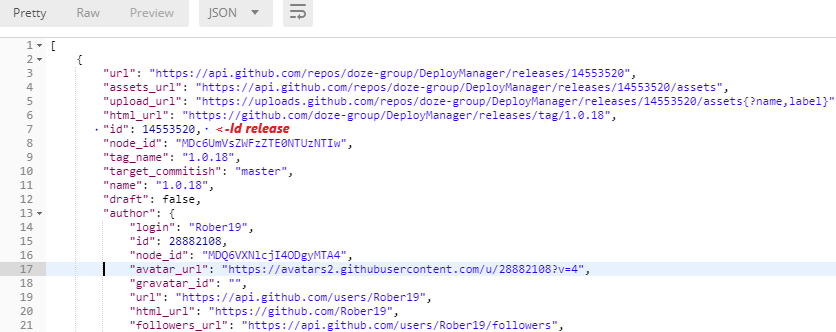 Pretty Raw Preview JSON
1 [
2 {
3 "url": "https://api.github.com/repos/doze-group/DeployManager/releases/14553520",
4 "assets_url": "https://api.github.com/repos/doze-group/DeployManager/releases/14553520/assets",
5 "upload_url": "https://uploads.github.com/repos/doze-group/DeployManager/releases/14553520/assets{?name,label}"
6 "html_url": "https://github.com/doze-group/DeployManager/releases/tag/1.0.18",
7 "id": 14553520, <-Id release
8 "node_id": "MDc6UmVsZWFzZTE0NTUzNTIw",
9 "tag_name": "1.0.18",
10 "target_commitish": "master",
11 "name": "1.0.18",
12 "draft": false,
13 "author": {
14 "login": "Rober19",
15 "id": 28882108,
16 "node_id": "MDQ6VXNlcjI4ODgyMTA4",
17 "avatar_url": "https://avatars2.githubusercontent.com/u/28882108?v=4",
18 "gravatar_id": "",
19 "url": "https://api.github.com/users/Rober19",
20 "html_url": "https://github.com/Rober19",
21 "followers_url": "https://api.github.com/users/Rober19/followers",